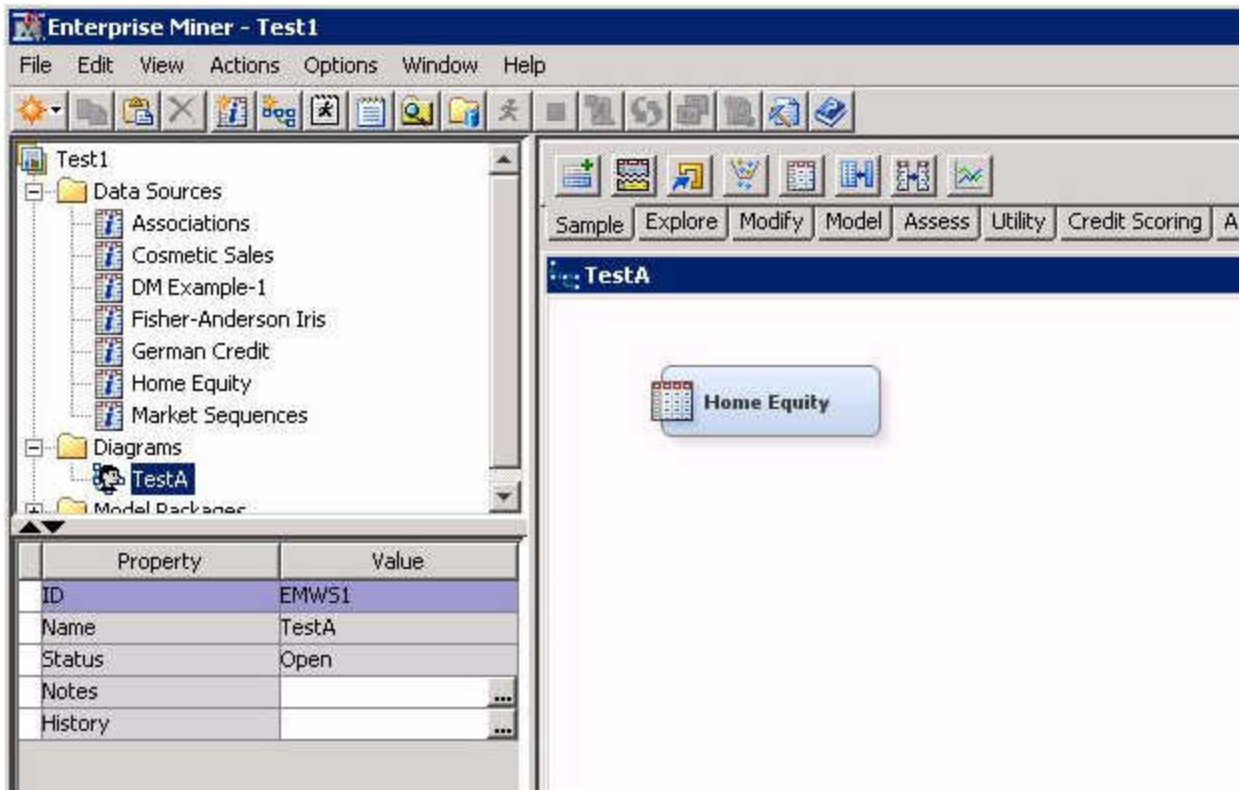 Enterprise Miner - Test1
File Edit View Actions Options Window Help
Test1
Data Sources
Associations
Cosmetic Sales
DM Example-1
Fisher-Anderson Iris
German Credit
Home Equity
Market Sequences
Diagrams
TestA
Model Packages
Sample Explore Modify Model Assess Utility Credit Scoring A
TestA
Home Equity
Property Value
ID EMWS1
Name TestA
Status Open
Notes ...
History ...